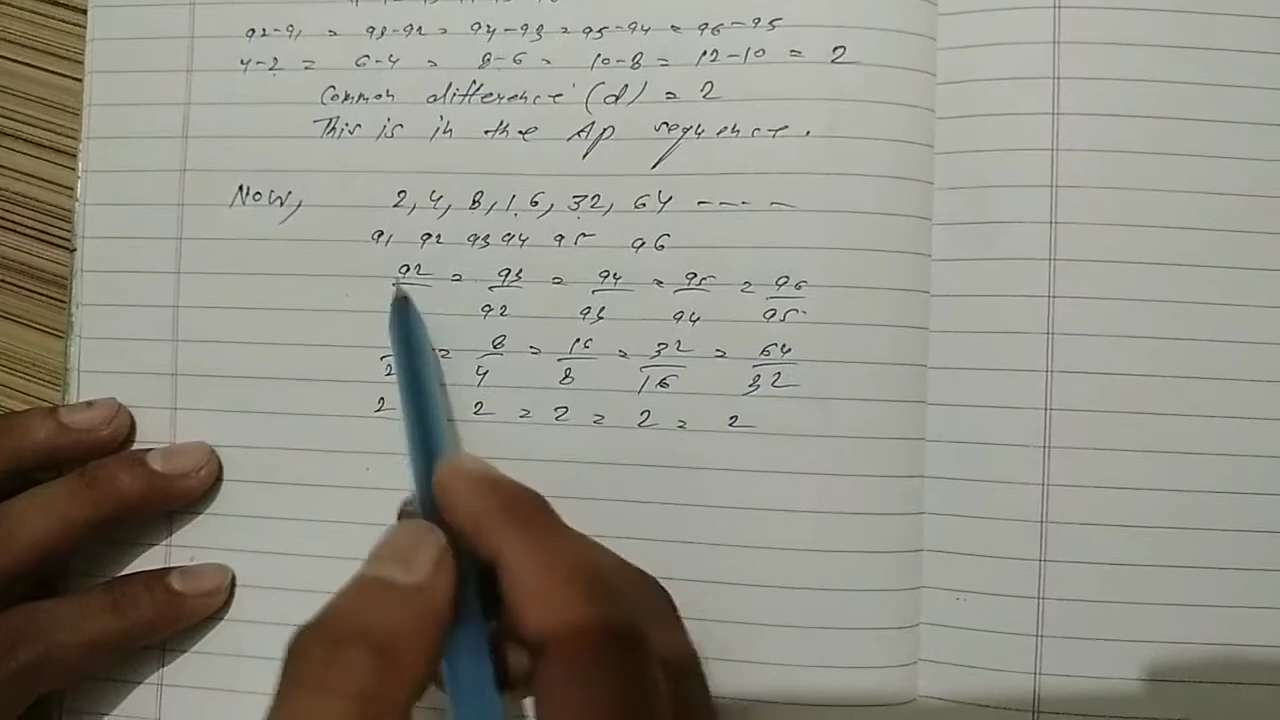 a2-a1 = a3-a2 = a4-a3 = a5-a4 = a6-a5
4-2 = 6-4 = 8-6 = 10-8 = 12-10 = 2
Common difference (d) = 2
This is in the AP sequence.
Now, 2, 4, 8, 16, 32, 64 ----
a1 a2 a3 a4 a5 a6
a2 = a3/a2 = a4/a3 = a5/a4 = a6/a5
/2 = 8/4 = 16/8 = 32/16 = 64/32
2 2 = 2 = 2 = 2